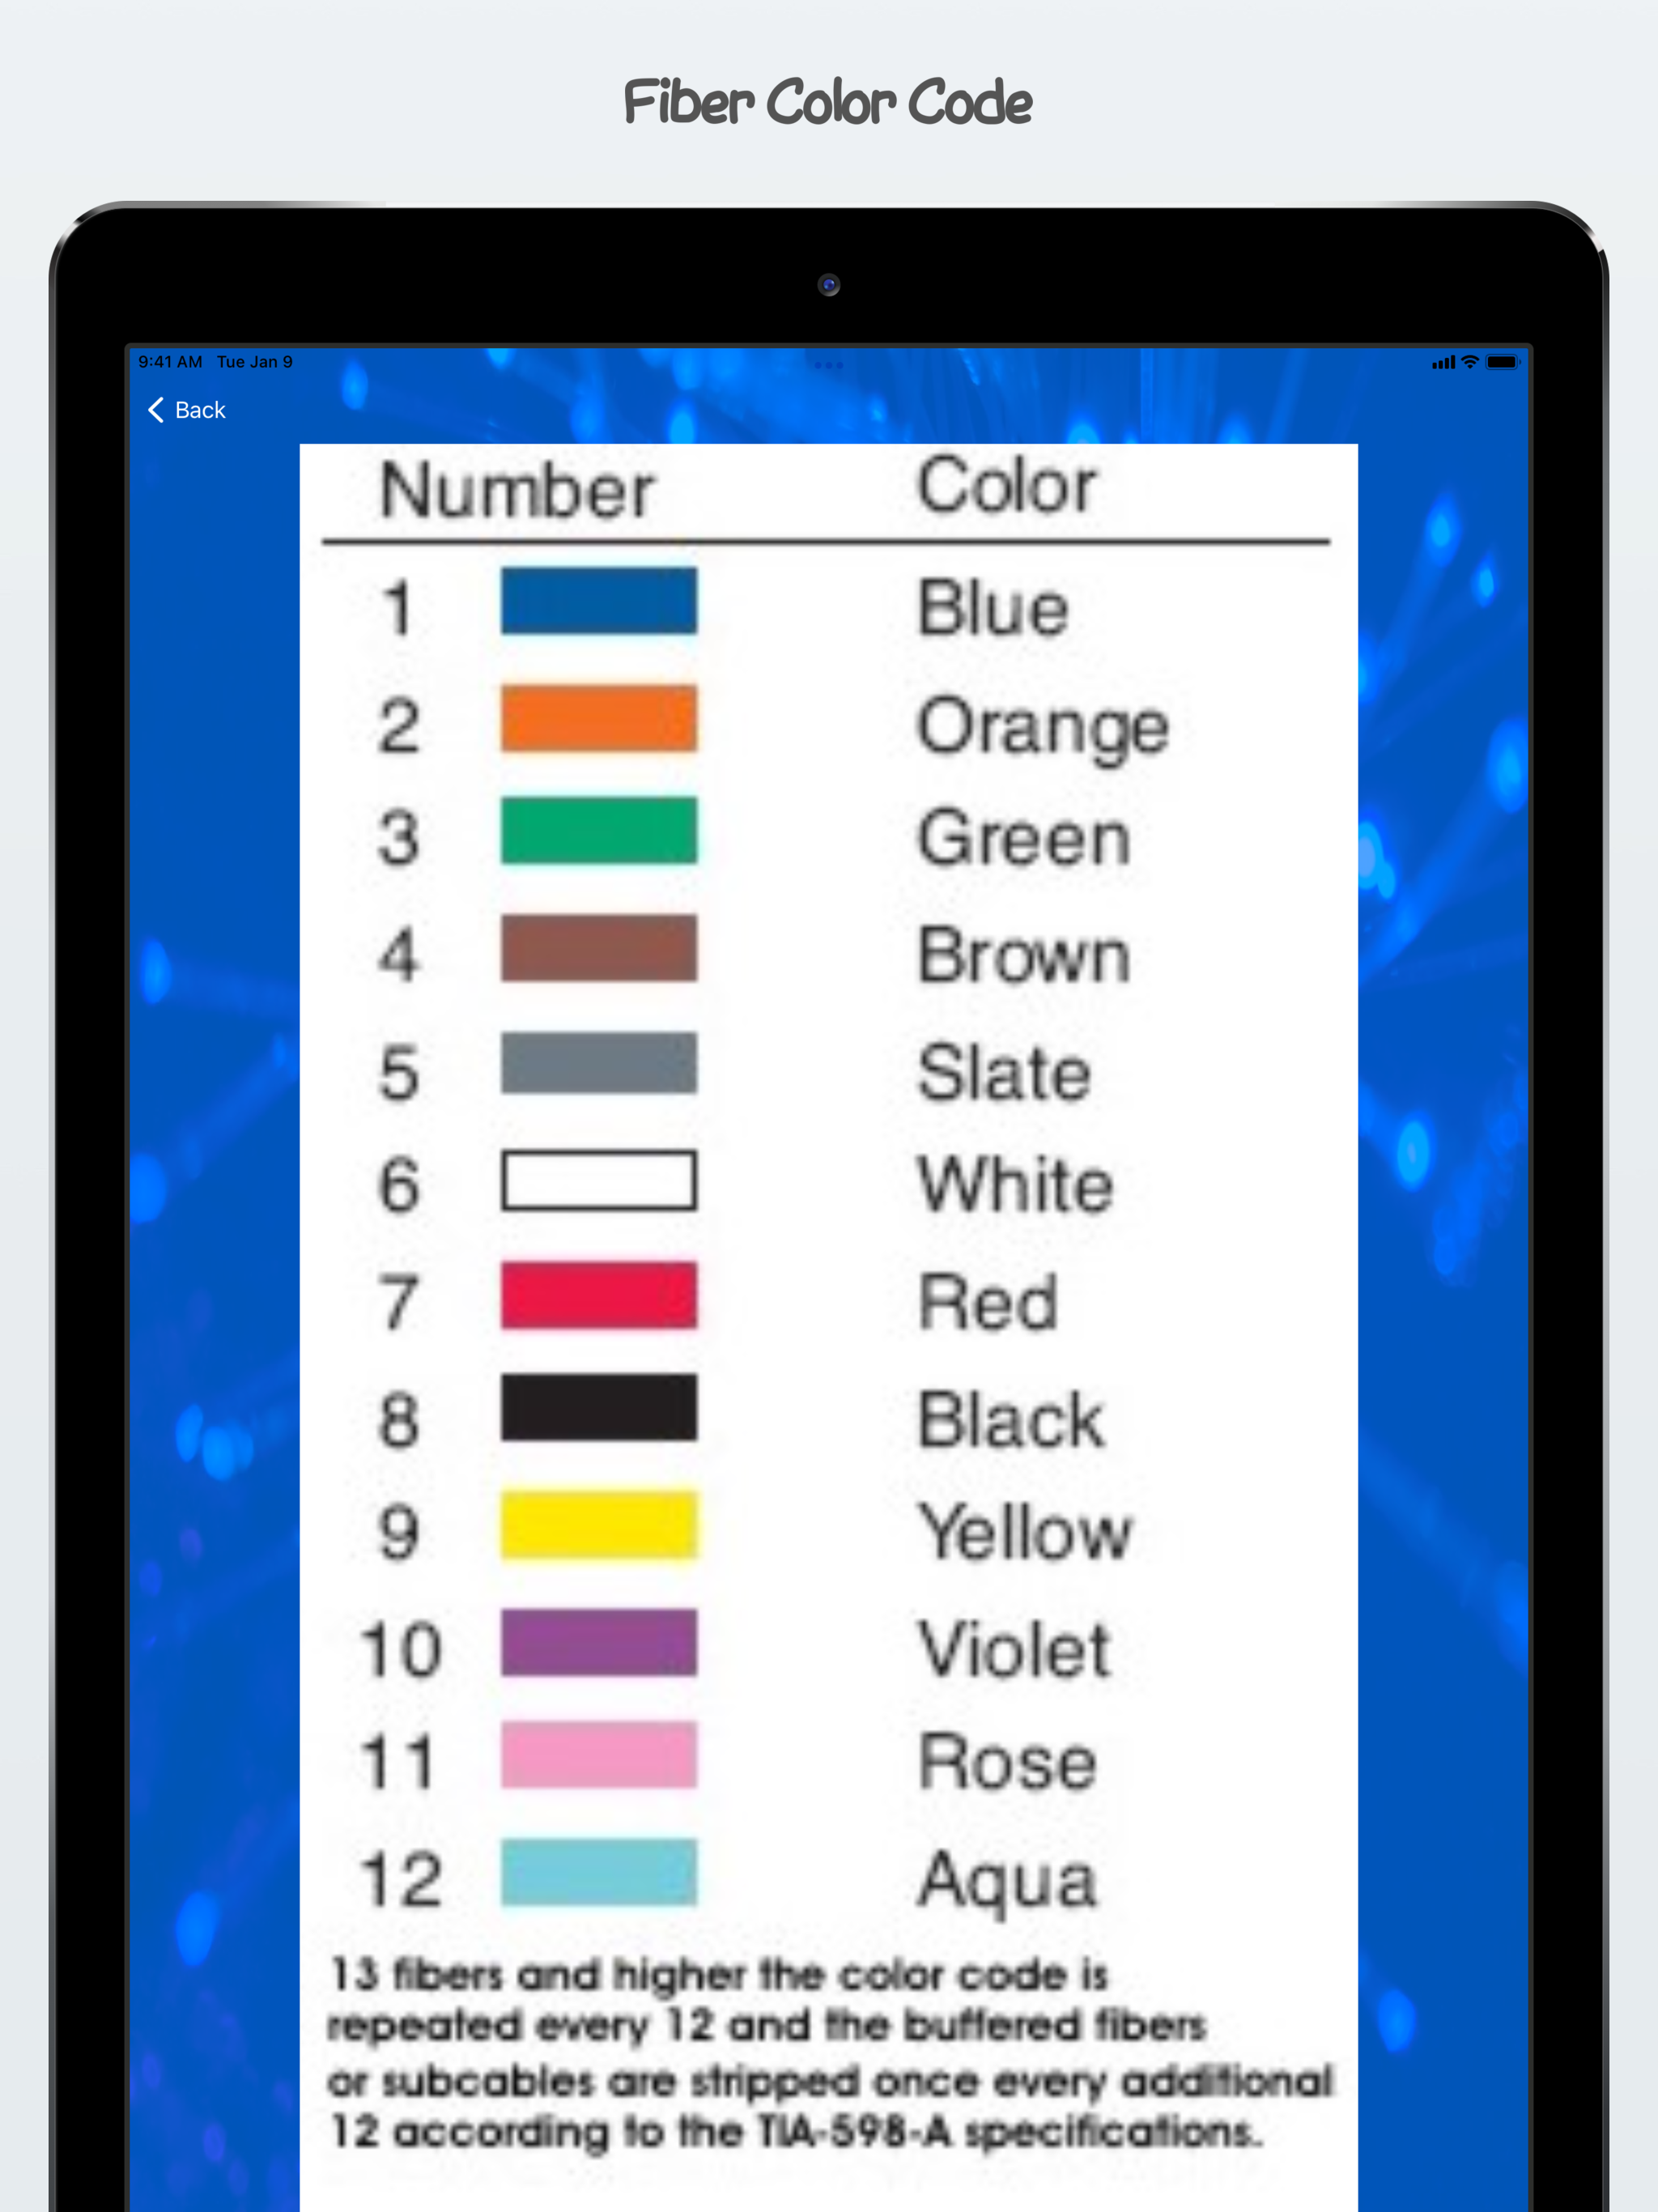 Fiber Color Code
9:41 AM Tue Jan 9
Back
Number Color
1 Blue
2 Orange
3 Green
4 Brown
5 Slate
6 White
7 Red
8 Black
9 Yellow
10 Violet
11 Rose
12 Aqua
13 fibers and higher the color code is
repeated every 12 and the buffered fibers
or subcables are stripped once every additional
12 according to the TIA-598-A specifications.